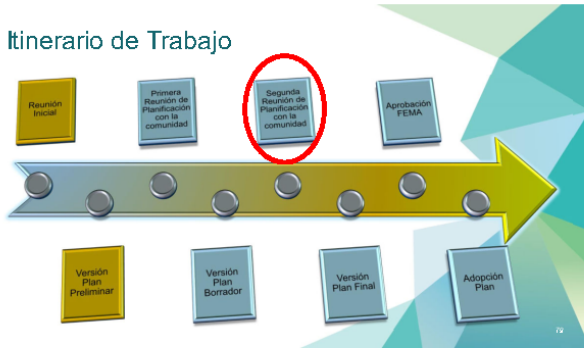 Itinerario de Trabajo
Reunión
Inicial
Primera
Reunión de
Planificación
con la
comunidad
Segunda
Reunión de
Planificación
con la
comunidad
Aprobación
FEMA
Versión
Plan
Preliminar
Versión
Plan
Borrador
Versión
Plan Final
Adopción
Plan